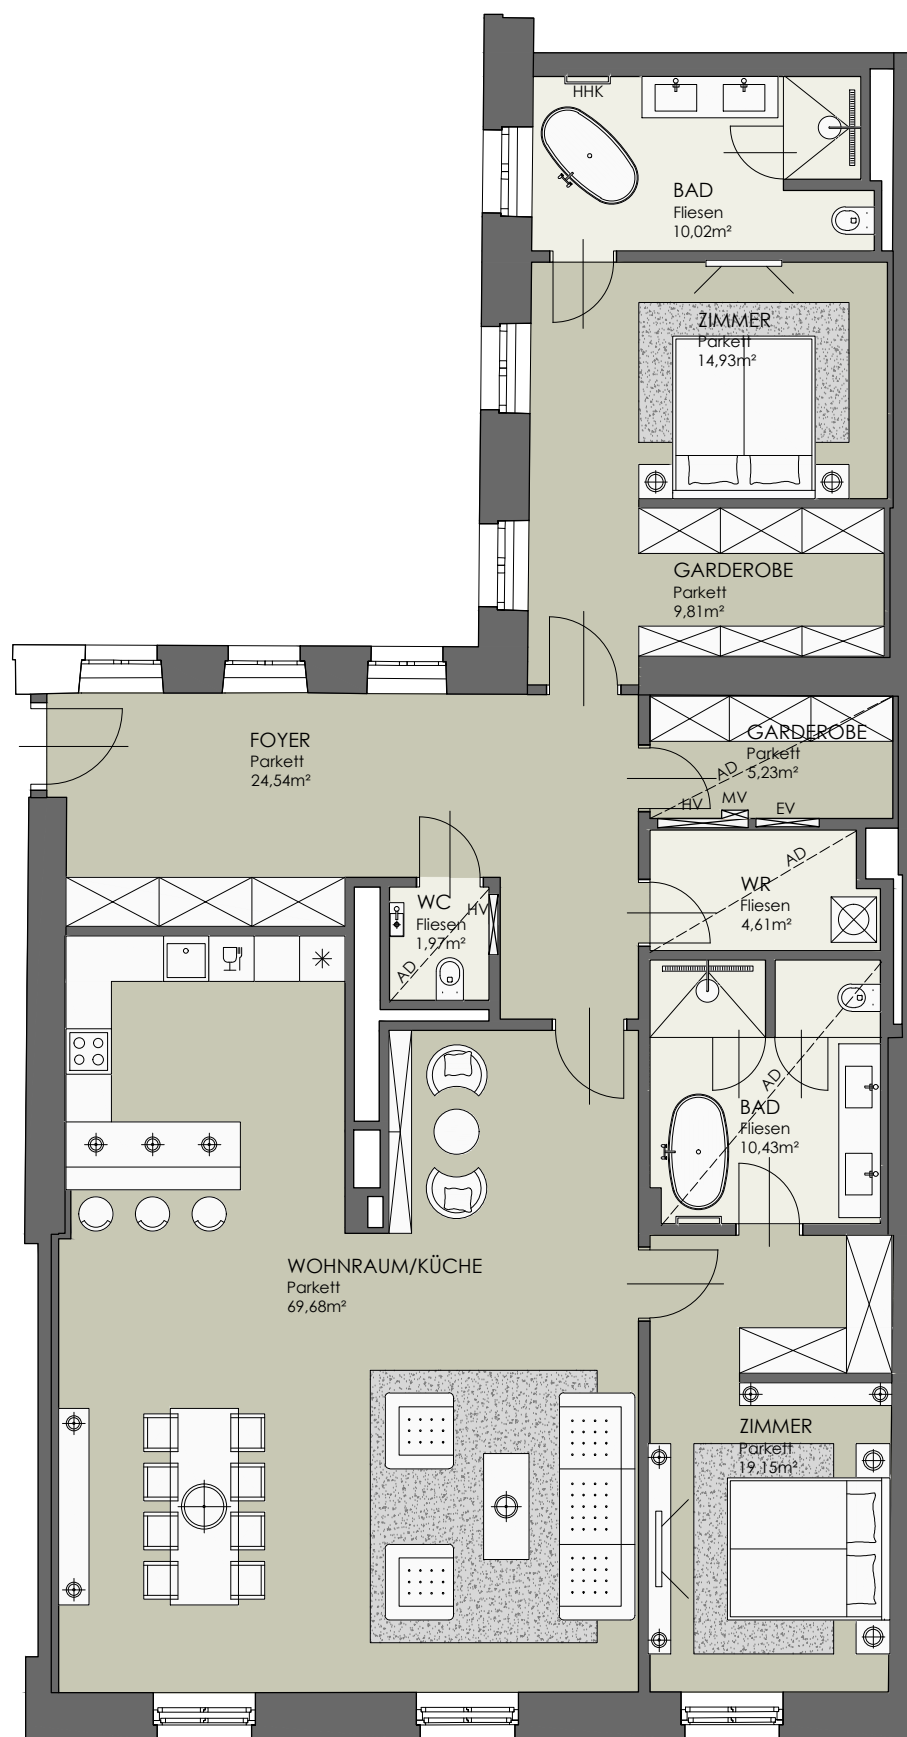 HHK
BAD
Fliesen
10,02m²
ZIMMER
Parkett
14,93m²
GARDEROBE
Parkett
9,81m²
FOYER
Parkett
24,54m²
GARDEROBE
Parkett
5,23m²
AD
HV
MV
EV
WC
Fliesen
1,97m²
HV
AD
WR
Fliesen
4,61m²
AD
BAD
Fliesen
10,43m²
AD
WOHNRAUM/KÜCHE
Parkett
69,68m²
ZIMMER
Parkett
19,15m²